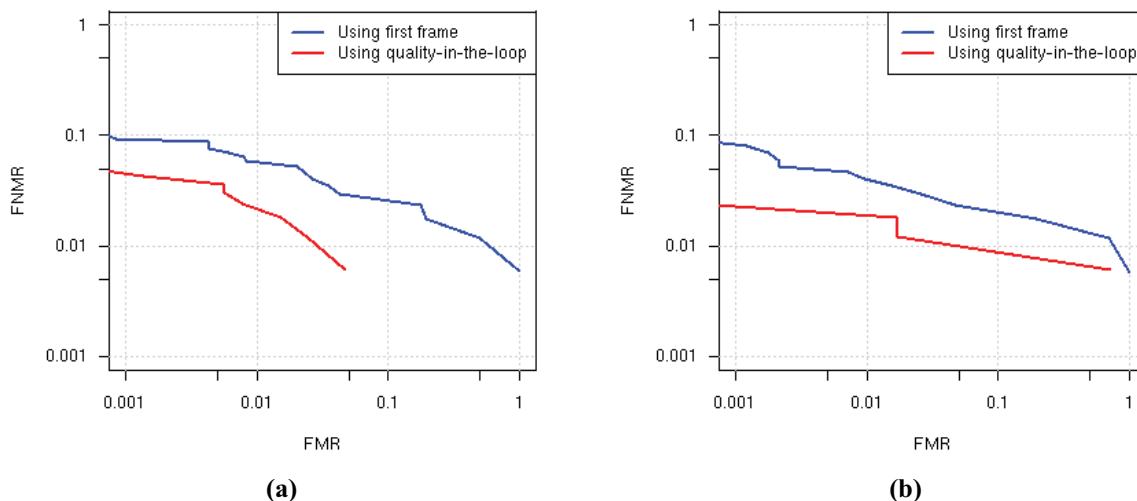 Using first frame
Using quality-in-the-loop
1
0.1
0.01
0.001
FNMR
0.001 0.01 0.1 1
FMR
(a)
Using first frame
Using quality-in-the-loop
1
0.1
0.01
0.001
FNMR
0.001 0.01 0.1 1
FMR
(b)